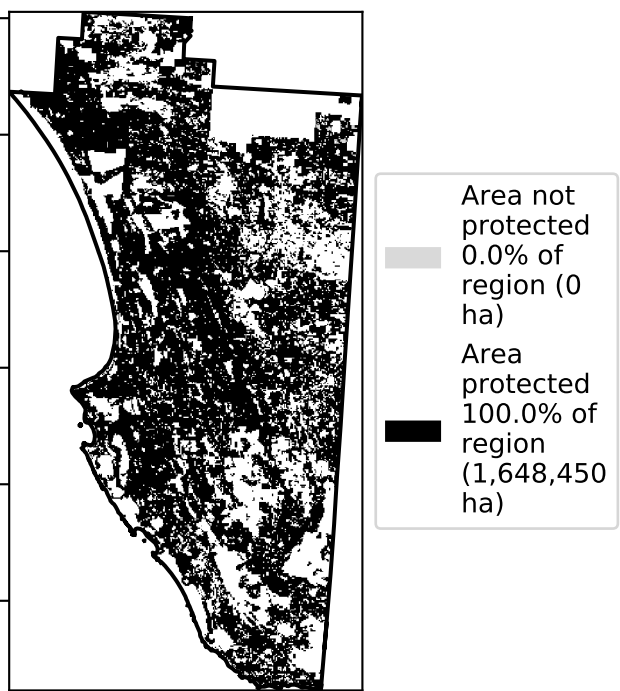 Area not
protected
0.0% of
region (0
ha)
Area
protected
100.0% of
region
(1,648,450
ha)